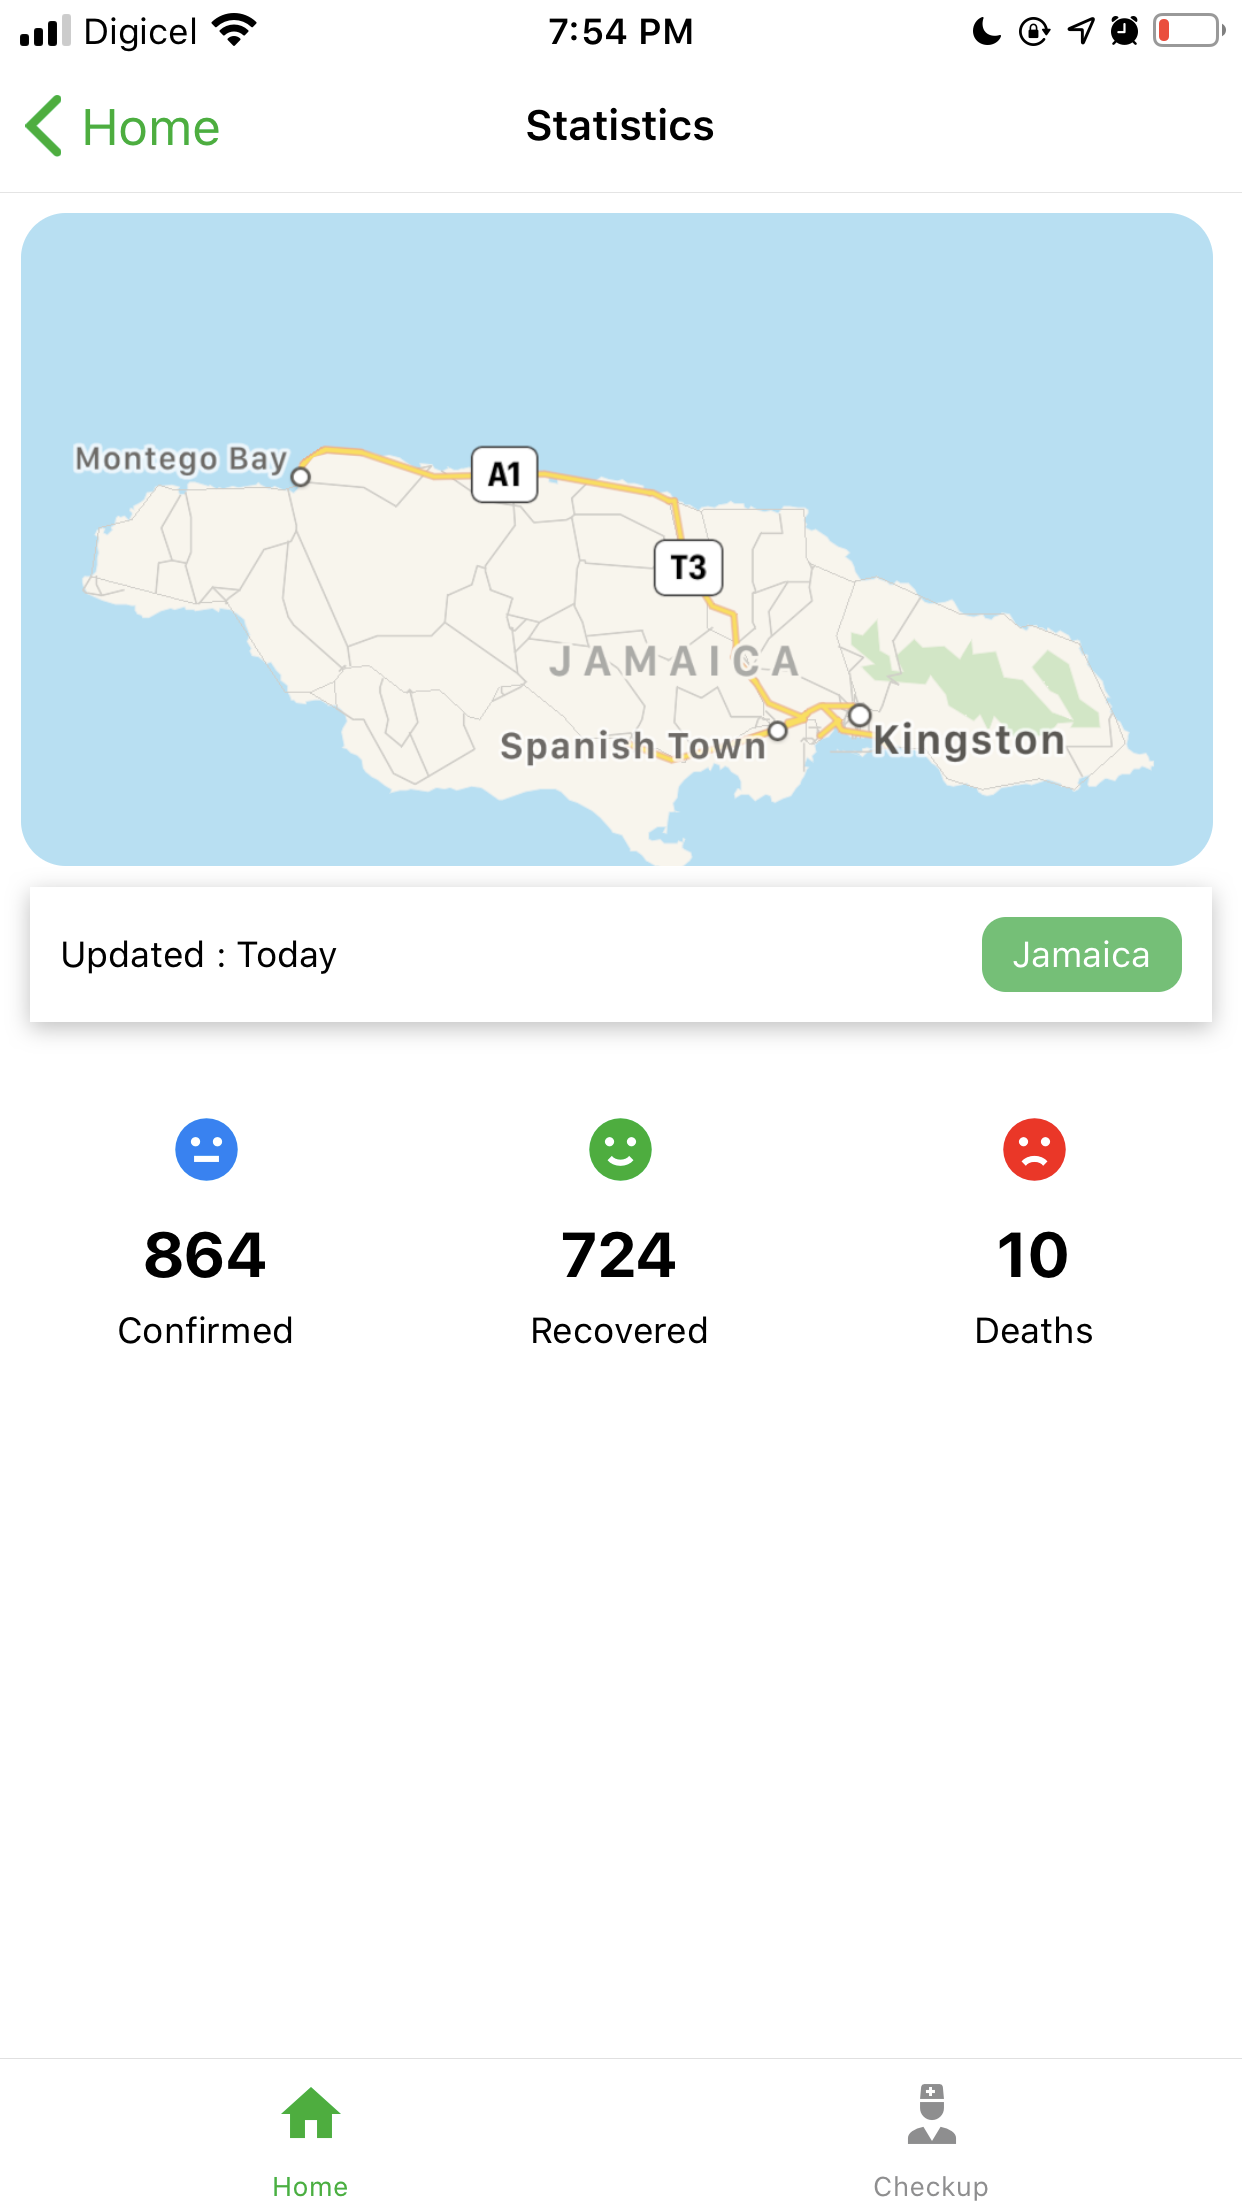 Digicel 7:54 PM
Home Statistics
Montego Bay
A1
T3
JAMAICA
Spanish Town
Kingston
Updated : Today Jamaica
864 724 10
Confirmed Recovered Deaths
Home Checkup